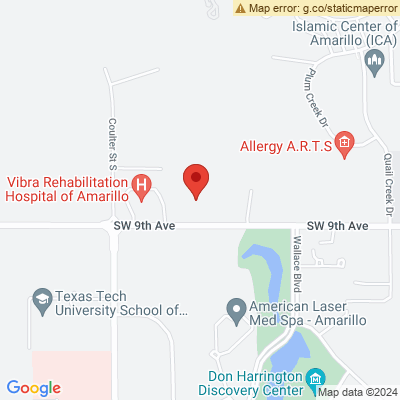 Map error: g.co/staticmaperror
Islamic Center of
Amarillo (ICA)
Plum Creek Dr
Coulter St S
Allergy A.R.T.S
Quail Creek Dr
Vibra Rehabilitation
Hospital of Amarillo
H
SW 9th Ave
SW 9th Ave
Wallace Blvd
Texas Tech
University School of...
American Laser
Med Spa - Amarillo
Don Harrington
Discovery Center
Google
Map data ©2024